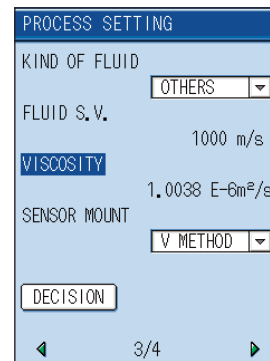 PROCESS SETTING
KIND OF FLUID
OTHERS
FLUID S.V.
1000 m/s
VISCOSITY
1.0038 E-6m²/s
SENSOR MOUNT
V METHOD
DECISION
3/4